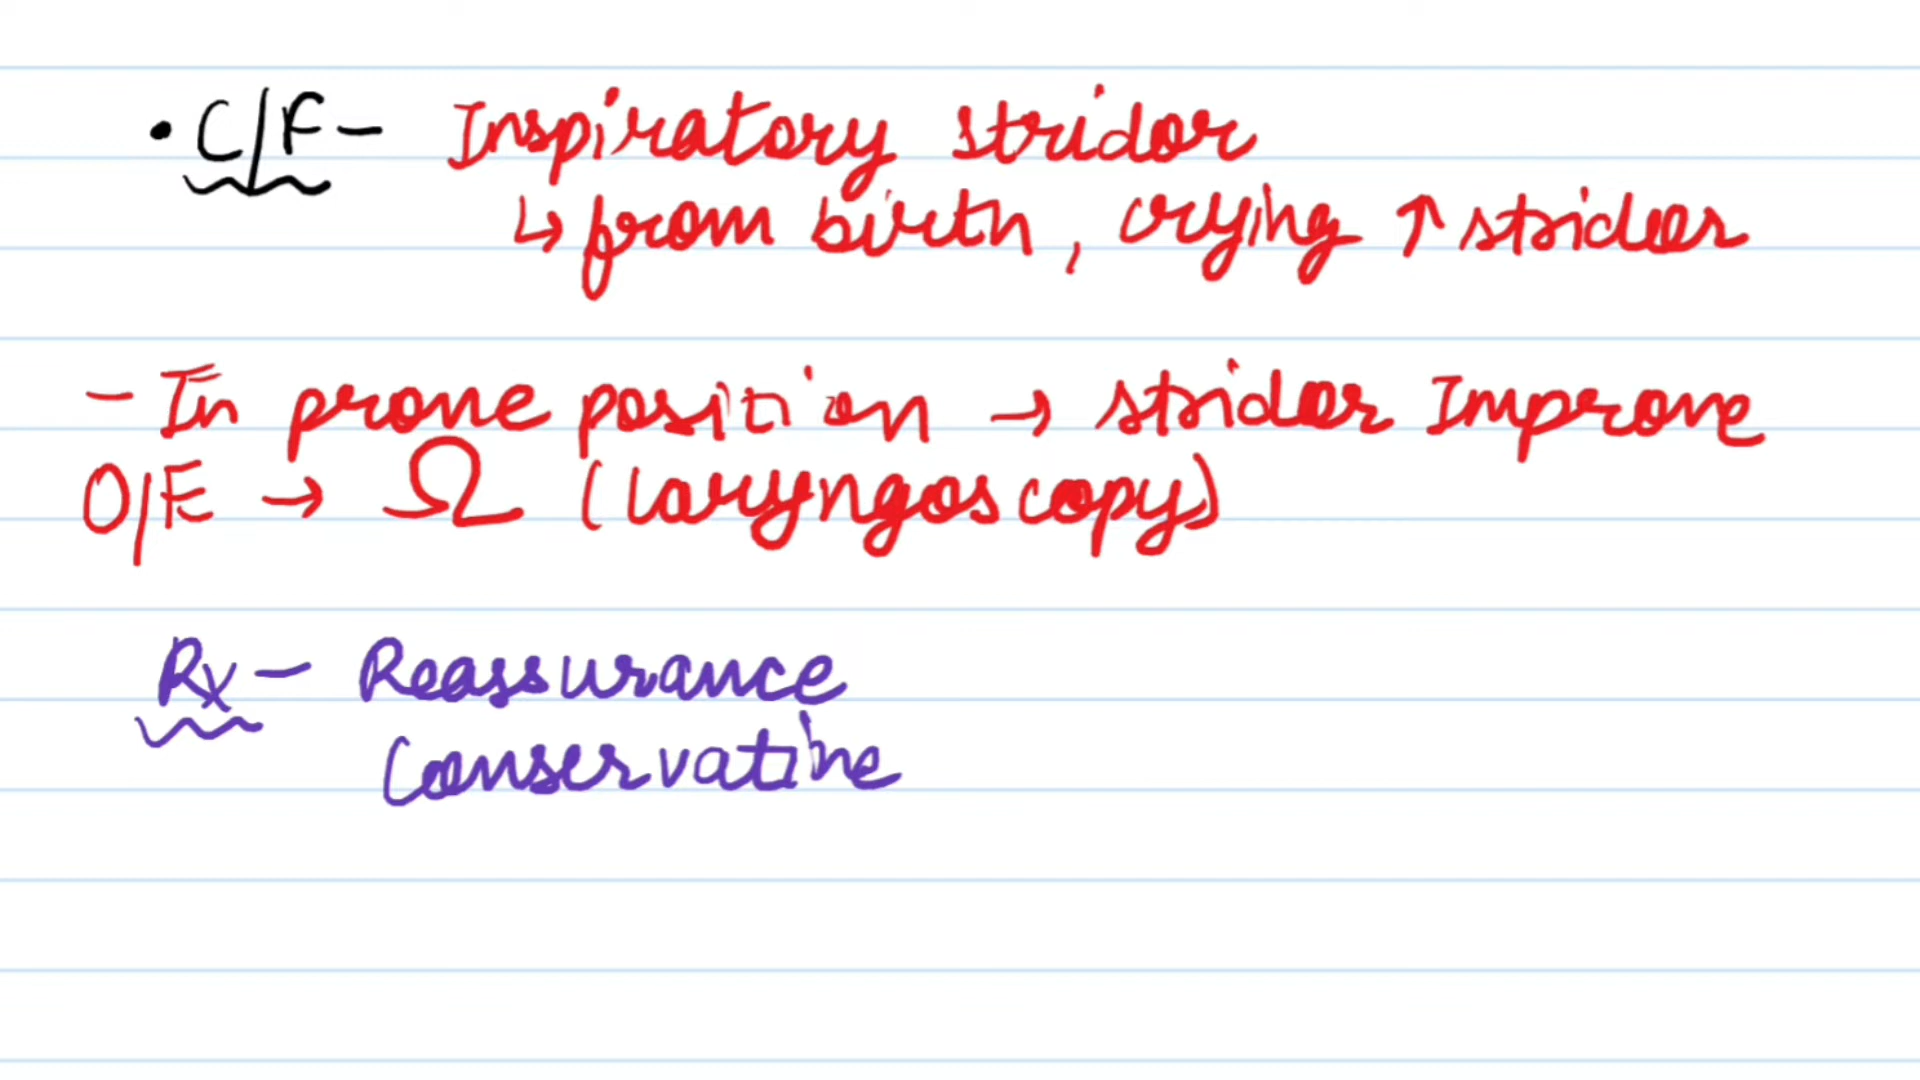 • C/F - Inspiratory stridor
↳ from birth, crying ↑ stridor
- In prone position → stridor Improve
O/E → Ω (laryngoscopy)
Rx - Reassurance
Conservative